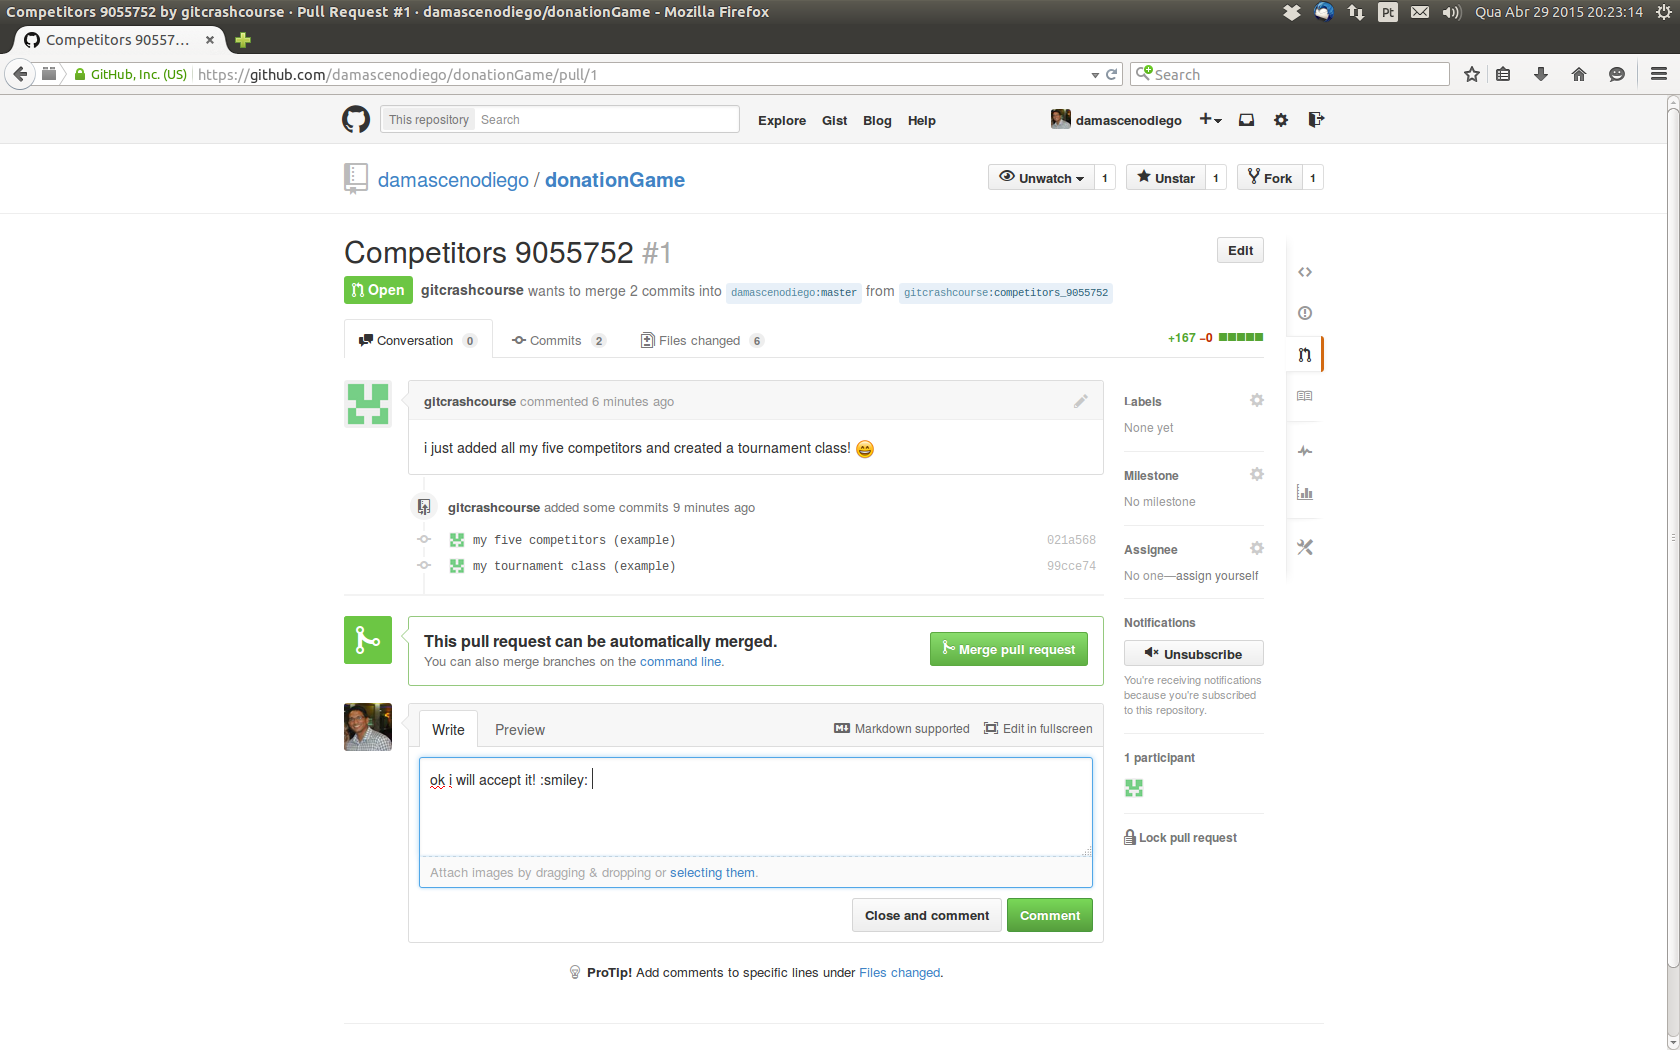 Competitors 9055752 by gitcrashcourse · Pull Request #1 · damascenodiego/donationGame - Mozilla Firefox
Pt
Qua Abr 29 2015 20:23:14
Competitors 90557...
GitHub, Inc. (US)
https://github.com/damascenodiego/donationGame/pull/1
Search
This repository
Search
Explore
Gist
Blog
Help
damascenodiego
damascenodiego / donationGame
Unwatch
1
Unstar
1
Fork
1
Competitors 9055752 #1
Edit
Open
gitcrashcourse wants to merge 2 commits into damascenodiego:master from gitcrashcourse:competitors_9055752
Conversation 0
Commits 2
Files changed 6
+167 −0
gitcrashcourse commented 6 minutes ago
i just added all my five competitors and created a tournament class! 😄
gitcrashcourse added some commits 9 minutes ago
my five competitors (example)
021a568
my tournament class (example)
99cce74
This pull request can be automatically merged.
You can also merge branches on the command line.
Merge pull request
Write
Preview
Markdown supported
Edit in fullscreen
ok i will accept it! :smiley:
Attach images by dragging & dropping or selecting them.
Close and comment
Comment
ProTip! Add comments to specific lines under Files changed.
Labels
None yet
Milestone
No milestone
Assignee
No one—assign yourself
Notifications
Unsubscribe
You're receiving notifications
because you're subscribed
to this repository.
1 participant
Lock pull request